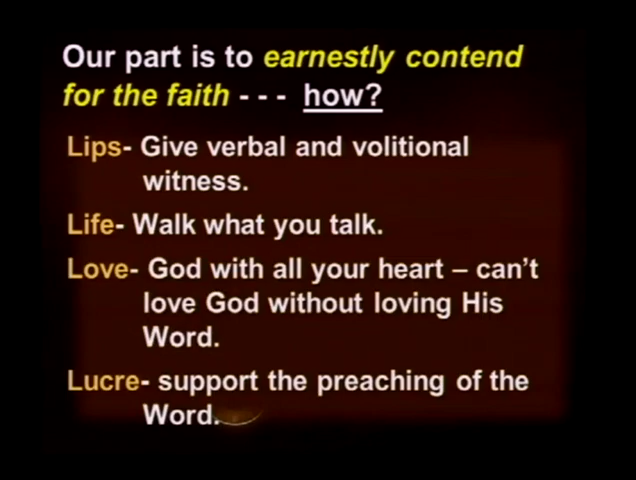 Our part is to earnestly contend
for the faith - - - how?
Lips- Give verbal and volitional
witness.
Life- Walk what you talk.
Love- God with all your heart – can't
love God without loving His
Word.
Lucre- support the preaching of the
Word.